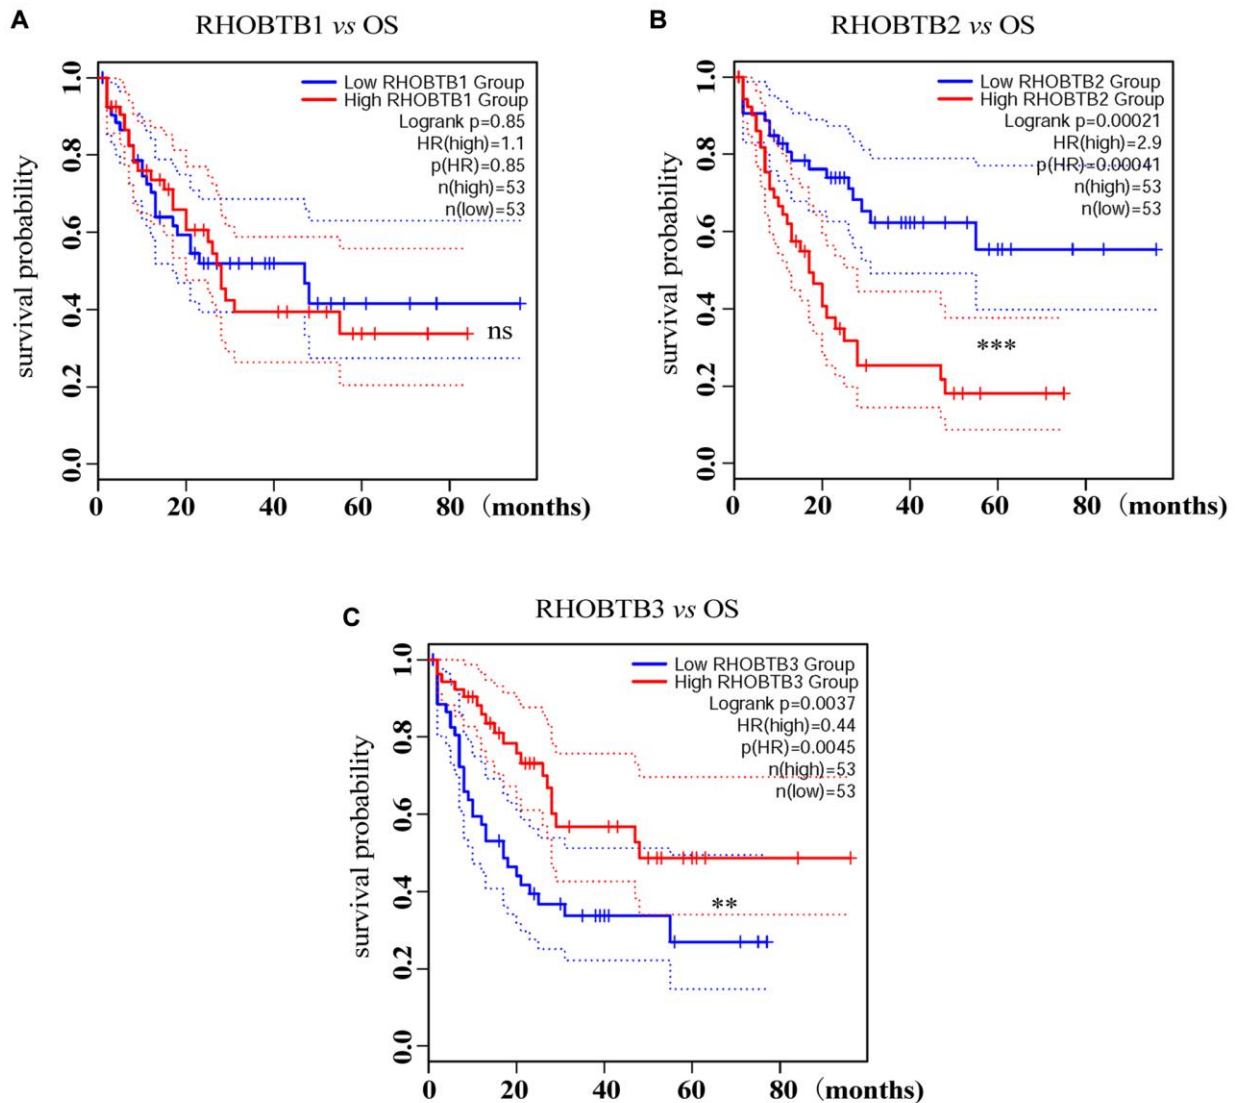 A
RHOBTB1 vs OS
survival probability
1.0
0.8
0.6
0.4
0.2
0.0
Low RHOBTB1 Group
High RHOBTB1 Group
Logrank p=0.85
HR(high)=1.1
p(HR)=0.85
n(high)=53
n(low)=53
ns
0 20 40 60 80 (months)
B
RHOBTB2 vs OS
survival probability
1.0
0.8
0.6
0.4
0.2
0.0
Low RHOBTB2 Group
High RHOBTB2 Group
Logrank p=0.00021
HR(high)=2.9
p(HR)=0.00041
n(high)=53
n(low)=53
***
0 20 40 60 80 (months)
C
RHOBTB3 vs OS
survival probability
1.0
0.8
0.6
0.4
0.2
0.0
Low RHOBTB3 Group
High RHOBTB3 Group
Logrank p=0.0037
HR(high)=0.44
p(HR)=0.0045
n(high)=53
n(low)=53
**
0 20 40 60 80 (months)